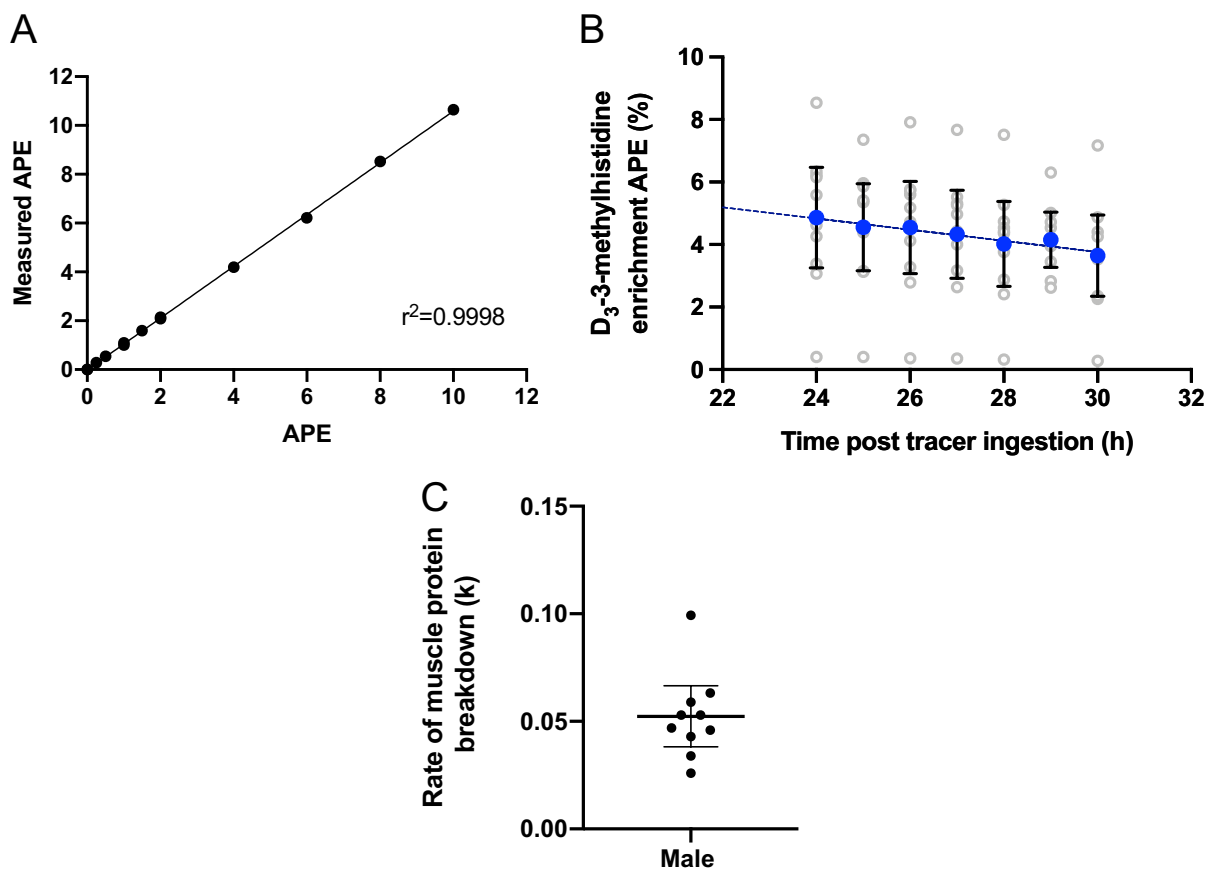 A
Measured APE
12
10
8
6
4
2
0
r²=0.9998
0 2 4 6 8 10 12
APE
B
D₃-3-methylhistidine
enrichment APE (%)
10
8
6
4
2
0
22 24 26 28 30 32
Time post tracer ingestion (h)
C
Rate of muscle protein
breakdown (k)
0.15
0.10
0.05
0.00
Male